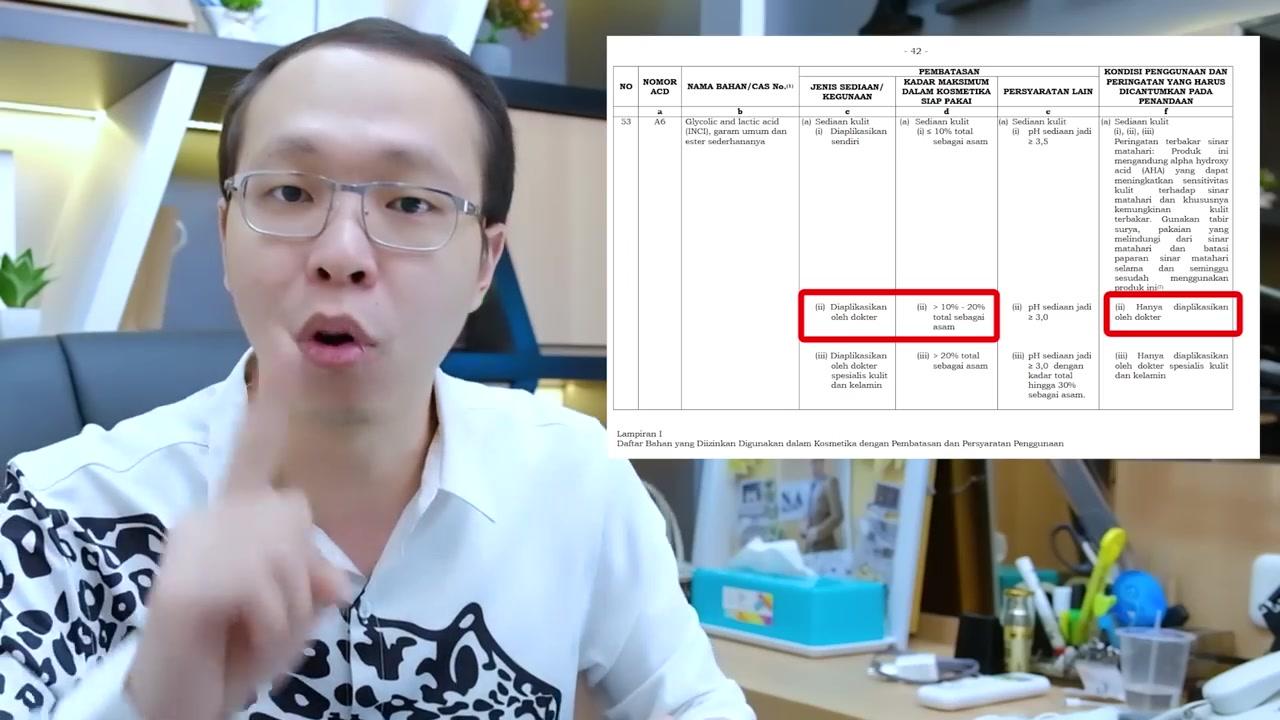 - 42 -
PEMBATASAN
KONDISI PENGGUNAAN DAN
PERINGATAN YANG HARUS
DICANTUMKAN PADA
PENANDAAN
NO
NOMOR
ACD
NAMA BAHAN/CAS No.(1)
JENIS SEDIAAN/
KEGUNAAN
KADAR MAKSIMUM
DALAM KOSMETIKA
SIAP PAKAI
PERSYARATAN LAIN
a
b
c
d
e
f
53
A6
Glycolic and lactic acid
(INCI), garam umum dan
ester sederhananya
(a) Sediaan kulit
(i) Diaplikasikan
sendiri
(a) Sediaan kulit
(i) ≤ 10% total
sebagai asam
(a) Sediaan kulit
(i) pH sediaan jadi
≥ 3,5
(a) Sediaan kulit
(i), (ii), (iii)
Peringatan terbakar sinar
matahari: Produk ini
mengandung alpha hydroxy
acid (AHA) yang dapat
meningkatkan sensitivitas
kulit terhadap sinar
matahari dan khususnya
kemungkinan kulit
terbakar. Gunakan tabir
surya, pakaian yang
melindungi dari sinar
matahari dan batasi
paparan sinar matahari
selama dan seminggu
sesudah menggunakan
produk ini
(ii) Diaplikasikan
oleh dokter
(ii) > 10% - 20%
total sebagai
asam
(ii) pH sediaan jadi
≥ 3,0
(ii) Hanya diaplikasikan
oleh dokter
(iii) Diaplikasikan
oleh dokter
spesialis kulit
dan kelamin
(iii) > 20% total
sebagai asam
(iii) pH sediaan jadi
≥ 3,0 dengan
kadar total
hingga 30%
sebagai asam.
(iii) Hanya diaplikasikan
oleh dokter spesialis kulit
dan kelamin
Lampiran I
Daftar Bahan yang Diizinkan Digunakan dalam Kosmetika dengan Pembatasan dan Persyaratan Penggunaan